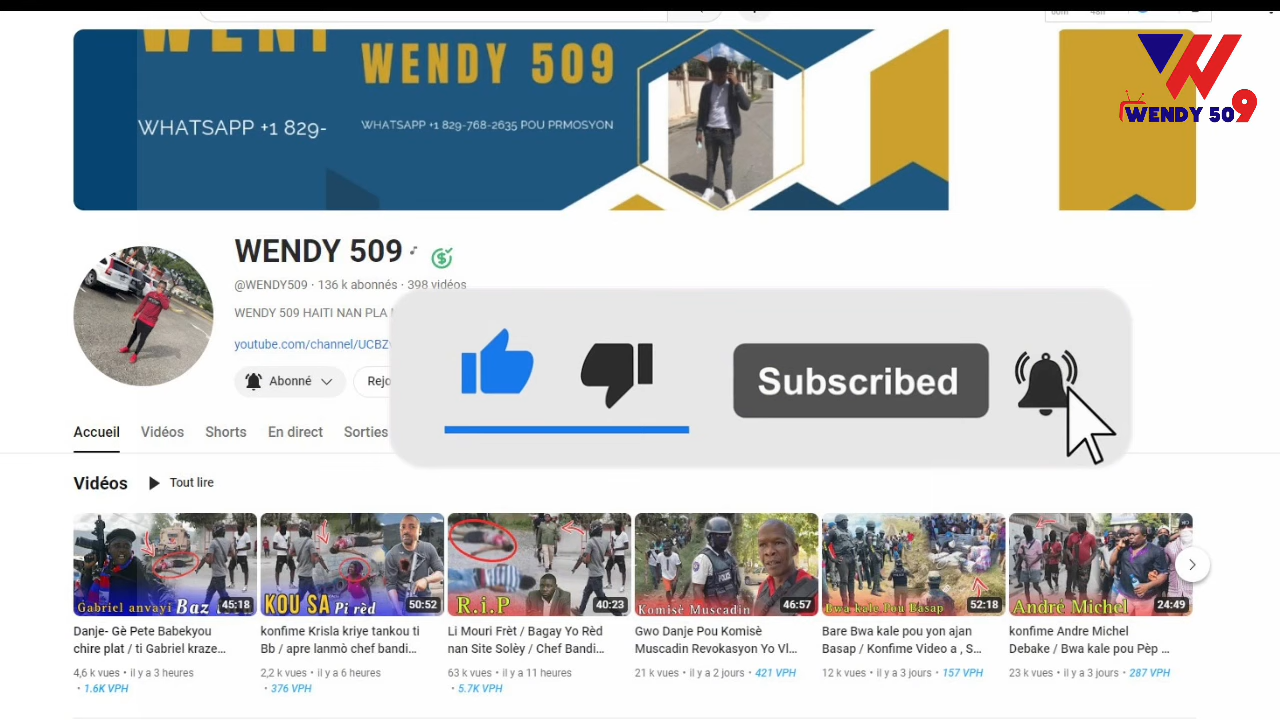 WENDY 509
WHATSAPP +1 829-
WHATSAPP +1 829-768-2635 POU PRMOSYON
WENDY 509
WENDY 509
@WENDY509 · 136 k abonnés · 398 vidéos
WENDY 509 HAITI NAN PLA
youtube.com/channel/UCBZ
Abonné
Rejo
Subscribed
Accueil Vidéos Shorts En direct Sorties
Vidéos Tout lire
Gabriel anvayi Baz
45:18
KOU SA Pi rèd
50:52
R.i.P
40:23
Komisè Muscadin
POLICE
46:57
Bwa kale Pou Basap
52:18
André Michel
24:49
Danje- Gè Pete Babekyou
chire plat / ti Gabriel kraze…
4,6 k vues • il y a 3 heures
• 1.6K VPH
konfime Krisla kriye tankou ti
Bb / apre lanmò chef bandi…
2,2 k vues • il y a 6 heures
• 376 VPH
Li Mouri Frèt / Bagay Yo Rèd
nan Site Solèy / Chef Bandi…
63 k vues • il y a 11 heures
• 5.7K VPH
Gwo Danje Pou Komisè
Muscadin Revokasyon Yo Vl…
21 k vues • il y a 2 jours • 421 VPH
Bare Bwa kale pou yon ajan
Basap / Konfime Video a , S…
12 k vues • il y a 3 jours • 157 VPH
konfime Andre Michel
Debake / Bwa kale pou Pèp …
23 k vues • il y a 3 jours • 287 VPH